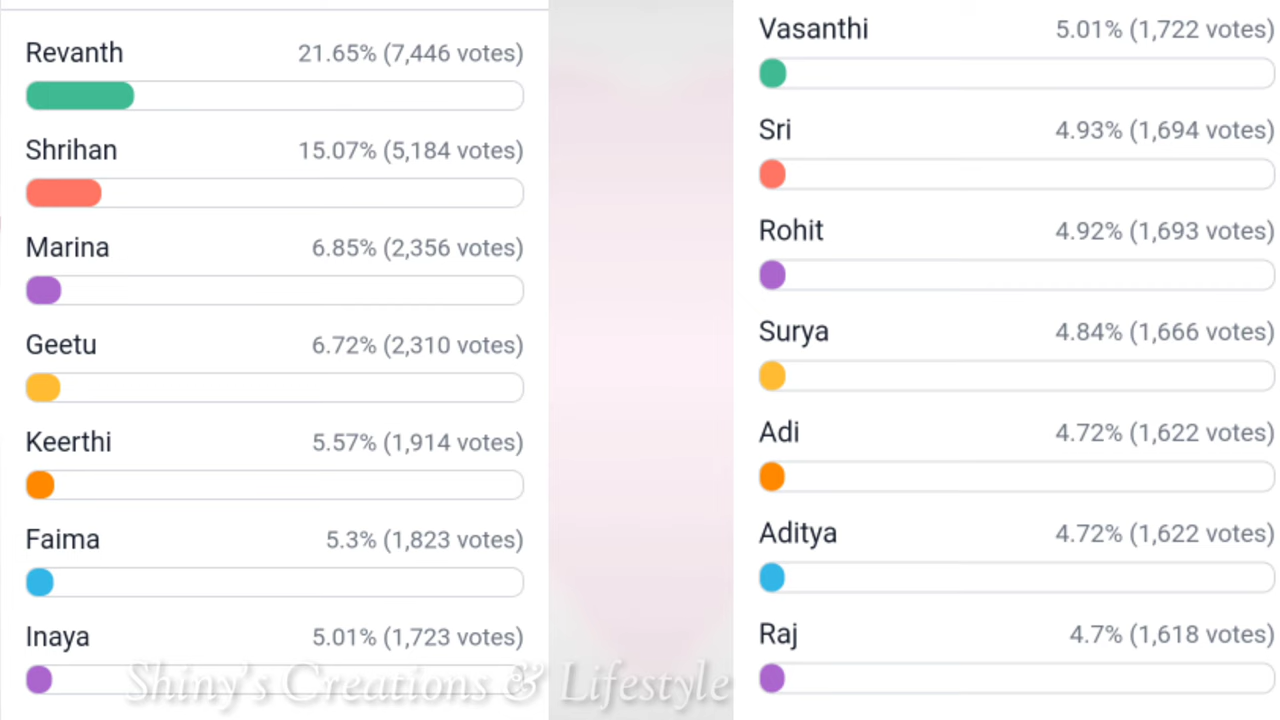 Revanth 21.65% (7,446 votes)
Shrihan 15.07% (5,184 votes)
Marina 6.85% (2,356 votes)
Geetu 6.72% (2,310 votes)
Keerthi 5.57% (1,914 votes)
Faima 5.3% (1,823 votes)
Inaya 5.01% (1,723 votes)
Vasanthi 5.01% (1,722 votes)
Sri 4.93% (1,694 votes)
Rohit 4.92% (1,693 votes)
Surya 4.84% (1,666 votes)
Adi 4.72% (1,622 votes)
Aditya 4.72% (1,622 votes)
Raj 4.7% (1,618 votes)
Shiny's Creations & Lifestyle